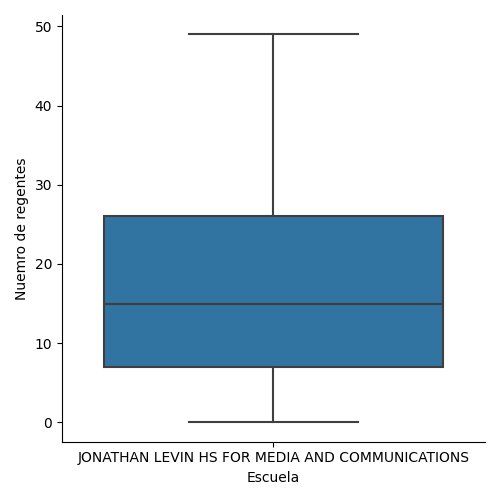 50
40
30
20
10
0
Nuemro de regentes
JONATHAN LEVIN HS FOR MEDIA AND COMMUNICATIONS
Escuela